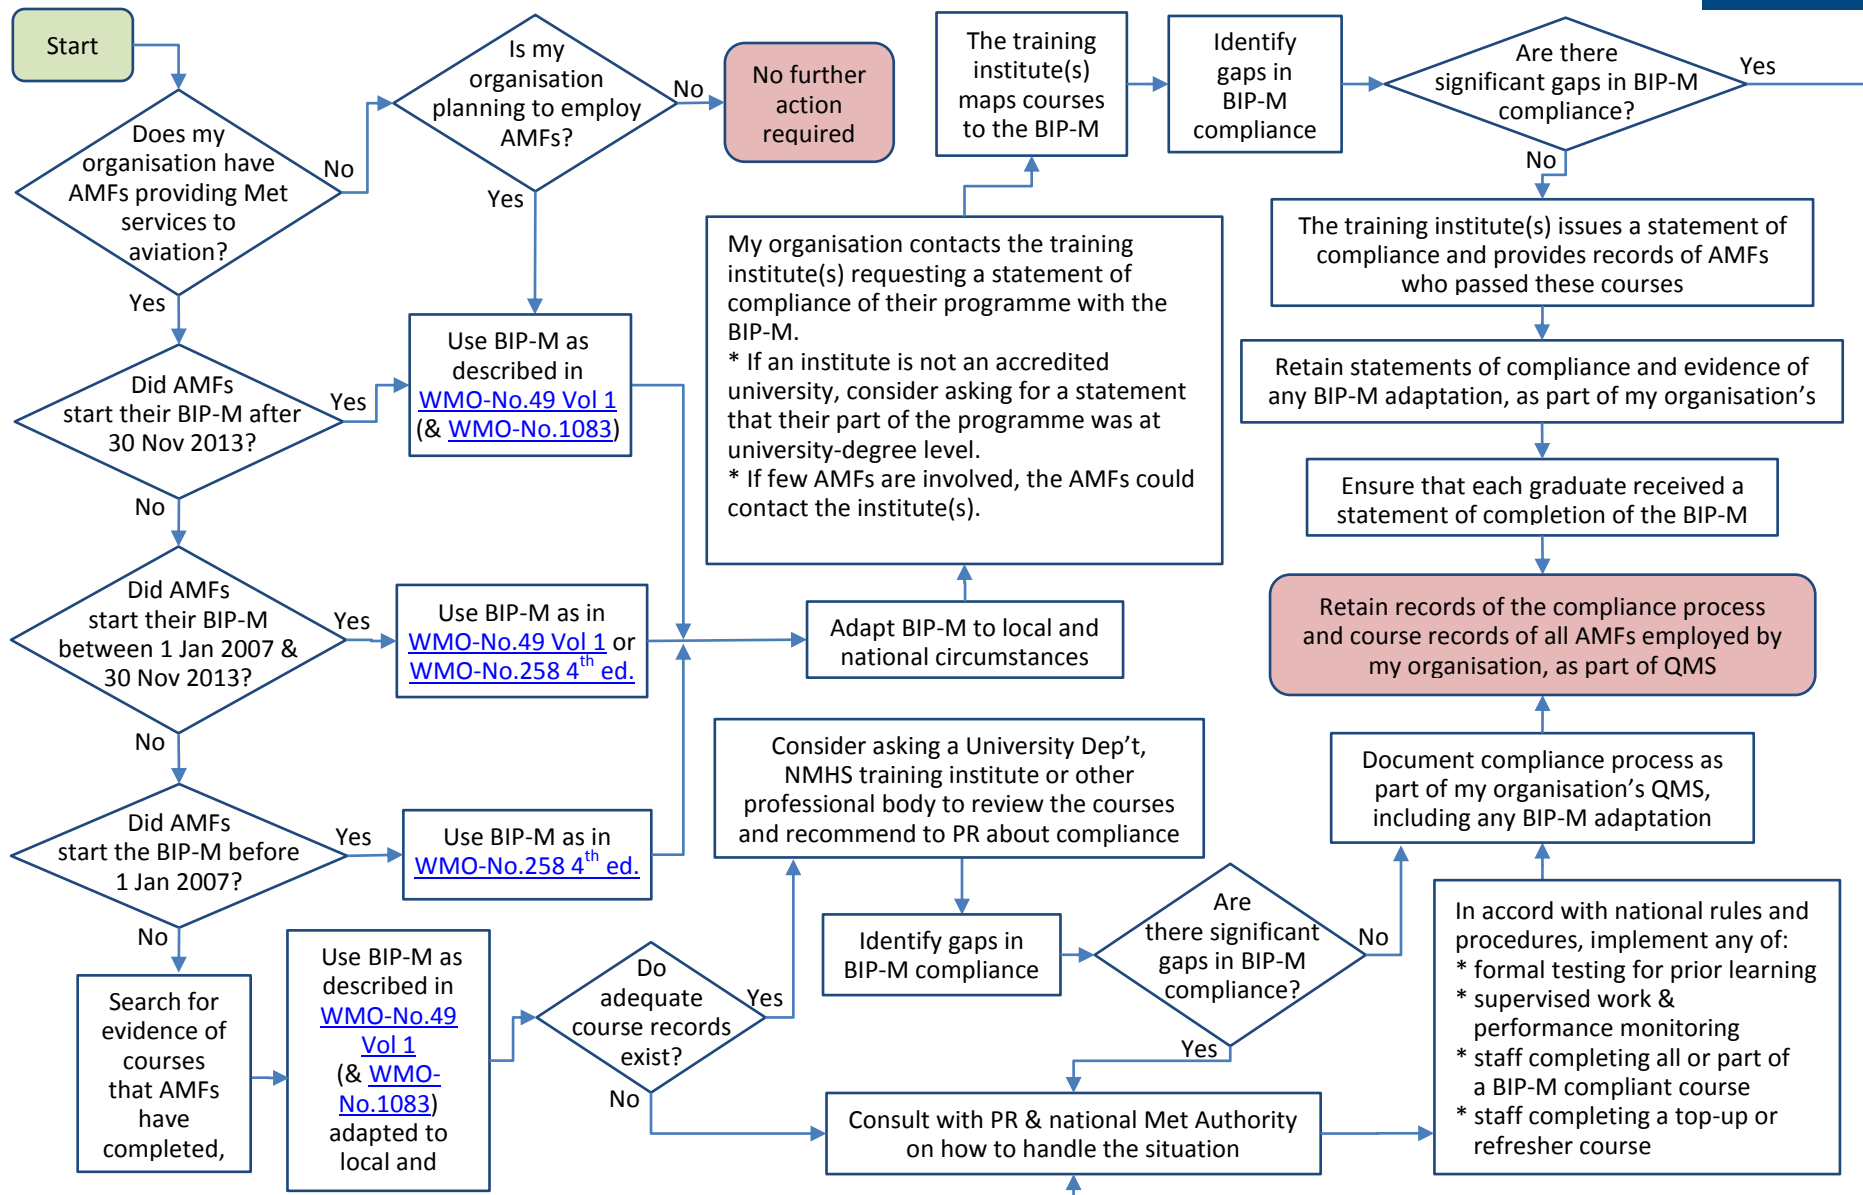 Start
Does my
organisation have
AMFs providing Met
services to
aviation?
No
Yes
Is my
organisation
planning to employ
AMFs?
No
Yes
No further
action
required
Did AMFs
start their BIP-M after
30 Nov 2013?
Yes
No
Use BIP-M as
described in
WMO-No.49 Vol 1
(& WMO-No.1083)
Did AMFs
start their BIP-M
between 1 Jan 2007 &
30 Nov 2013?
Yes
No
Use BIP-M as in
WMO-No.49 Vol 1 or
WMO-No.258 4th ed.
Did AMFs
start the BIP-M before
1 Jan 2007?
Yes
No
Use BIP-M as in
WMO-No.258 4th ed.
Search for
evidence of
courses
that AMFs
have
completed,
Use BIP-M as
described in
WMO-No.49
Vol 1
(& WMO-
No.1083)
adapted to
local and
Do
adequate
course records
exist?
Yes
No
Adapt BIP-M to local and
national circumstances
My organisation contacts the training
institute(s) requesting a statement of
compliance of their programme with the
BIP-M.
* If an institute is not an accredited
university, consider asking for a statement
that their part of the programme was at
university-degree level.
* If few AMFs are involved, the AMFs could
contact the institute(s).
The training
institute(s)
maps courses
to the BIP-M
Identify
gaps in
BIP-M
compliance
Are there
significant gaps in BIP-M
compliance?
Yes
No
The training institute(s) issues a statement of
compliance and provides records of AMFs
who passed these courses
Retain statements of compliance and evidence of
any BIP-M adaptation, as part of my organisation’s
Ensure that each graduate received a
statement of completion of the BIP-M
Retain records of the compliance process
and course records of all AMFs employed by
my organisation, as part of QMS
Consider asking a University Dep’t,
NMHS training institute or other
professional body to review the courses
and recommend to PR about compliance
Identify gaps in
BIP-M compliance
Are
there significant
gaps in BIP-M
compliance?
No
Yes
Document compliance process as
part of my organisation’s QMS,
including any BIP-M adaptation
Consult with PR & national Met Authority
on how to handle the situation
In accord with national rules and
procedures, implement any of:
* formal testing for prior learning
* supervised work &
performance monitoring
* staff completing all or part of
a BIP-M compliant course
* staff completing a top-up or
refresher course